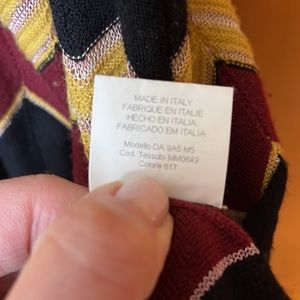 MADE IN ITALY
FABRIQUE EN ITALIE
HECHO EN ITALIA
FABRICADO EM ITALIA
Modello DA 9A5 M5
Cod. Tessuto MM0649
Colore 617